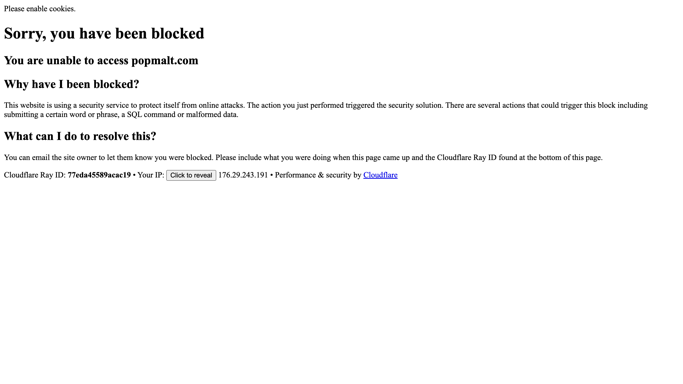 Please enable cookies.
Sorry, you have been blocked
You are unable to access popmalt.com
Why have I been blocked?
This website is using a security service to protect itself from online attacks. The action you just performed triggered the security solution. There are several actions that could trigger this block including
submitting a certain word or phrase, a SQL command or malformed data.
What can I do to resolve this?
You can email the site owner to let them know you were blocked. Please include what you were doing when this page came up and the Cloudflare Ray ID found at the bottom of this page.
Cloudflare Ray ID: 77eda45589acac19 • Your IP: Click to reveal 176.29.243.191 • Performance & security by Cloudflare